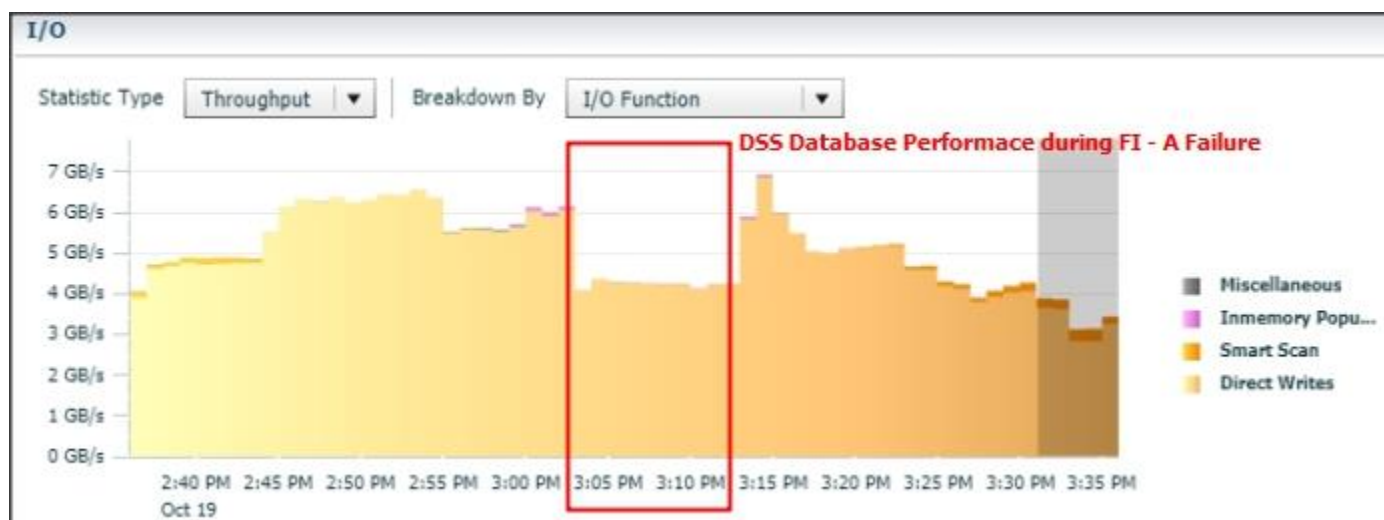 I/O
Statistic Type Throughput Breakdown By I/O Function
DSS Database Performace during FI - A Failure
7 GB/s
6 GB/s
5 GB/s
4 GB/s
3 GB/s
2 GB/s
1 GB/s
0 GB/s
2:40 PM 2:45 PM 2:50 PM 2:55 PM 3:00 PM 3:05 PM 3:10 PM 3:15 PM 3:20 PM 3:25 PM 3:30 PM 3:35 PM
Oct 19
Miscellaneous
Inmemory Popu...
Smart Scan
Direct Writes